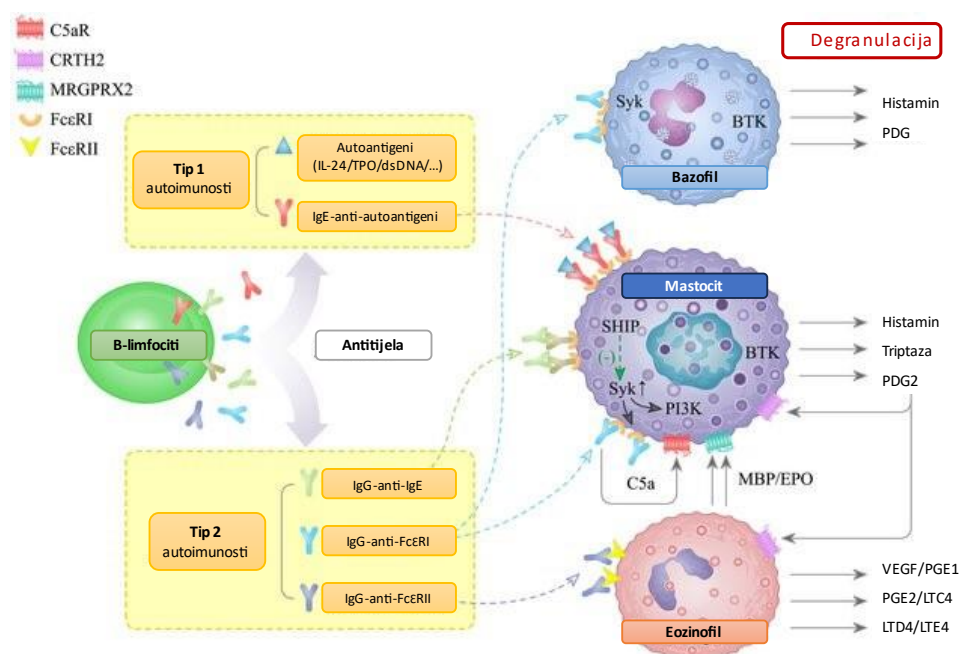 C5aR
CRTH2
MRGPRX2
FcεRI
FcεRII
Degranulacija
Tip 1
autoimunosti
Autoantigeni
(IL-24/TPO/dsDNA/...)
IgE-anti-autoantigeni
Syk
BTK
Bazofil
Histamin
PDG
B-limfociti
Antitijela
Mastocit
SHIP
(-)
BTK
Syk↑
PI3K
Histamin
Triptaza
PDG2
C5a
MBP/EPO
Tip 2
autoimunosti
IgG-anti-IgE
IgG-anti-FcεRI
IgG-anti-FcεRII
Eozinofil
VEGF/PGE1
PGE2/LTC4
LTD4/LTE4